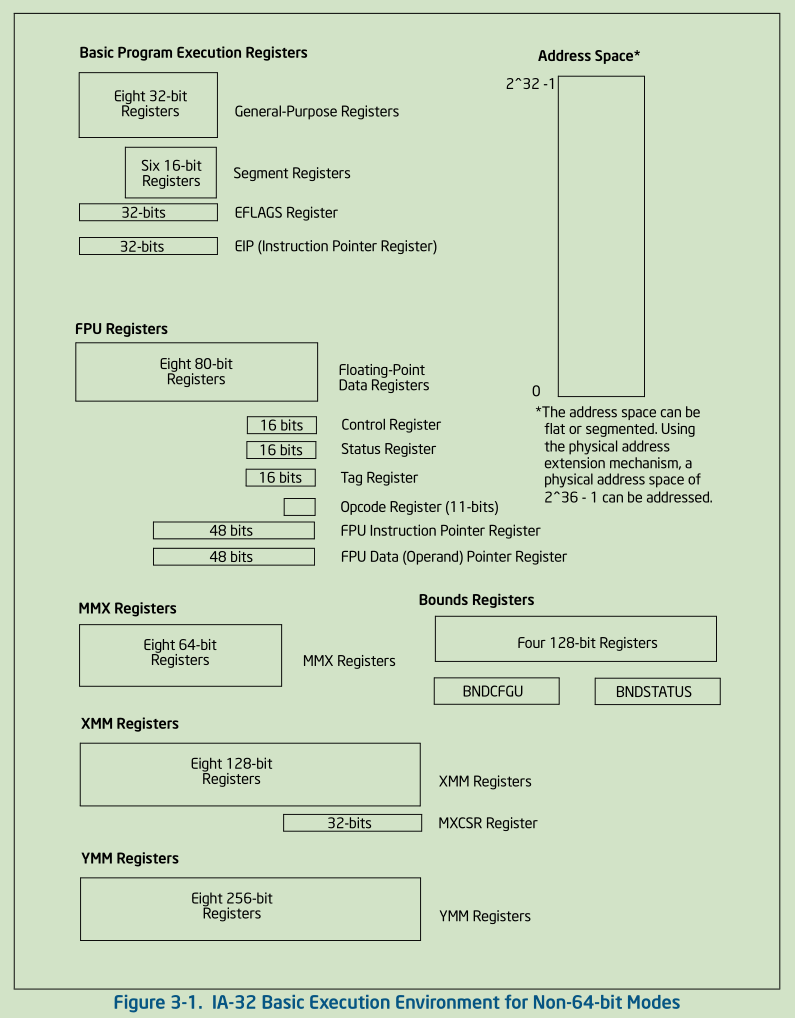 Basic Program Execution Registers
Address Space*
2^32 -1
Eight 32-bit
Registers
General-Purpose Registers
Six 16-bit
Registers
Segment Registers
32-bits
EFLAGS Register
32-bits
EIP (Instruction Pointer Register)
FPU Registers
Eight 80-bit
Registers
Floating-Point
Data Registers
0
*The address space can be
flat or segmented. Using
the physical address
extension mechanism, a
physical address space of
2^36 - 1 can be addressed.
16 bits
Control Register
16 bits
Status Register
16 bits
Tag Register
Opcode Register (11-bits)
48 bits
FPU Instruction Pointer Register
48 bits
FPU Data (Operand) Pointer Register
MMX Registers
Eight 64-bit
Registers
MMX Registers
Bounds Registers
Four 128-bit Registers
BNDCFGU
BNDSTATUS
XMM Registers
Eight 128-bit
Registers
XMM Registers
32-bits
MXCSR Register
YMM Registers
Eight 256-bit
Registers
YMM Registers
Figure 3-1. IA-32 Basic Execution Environment for Non-64-bit Modes